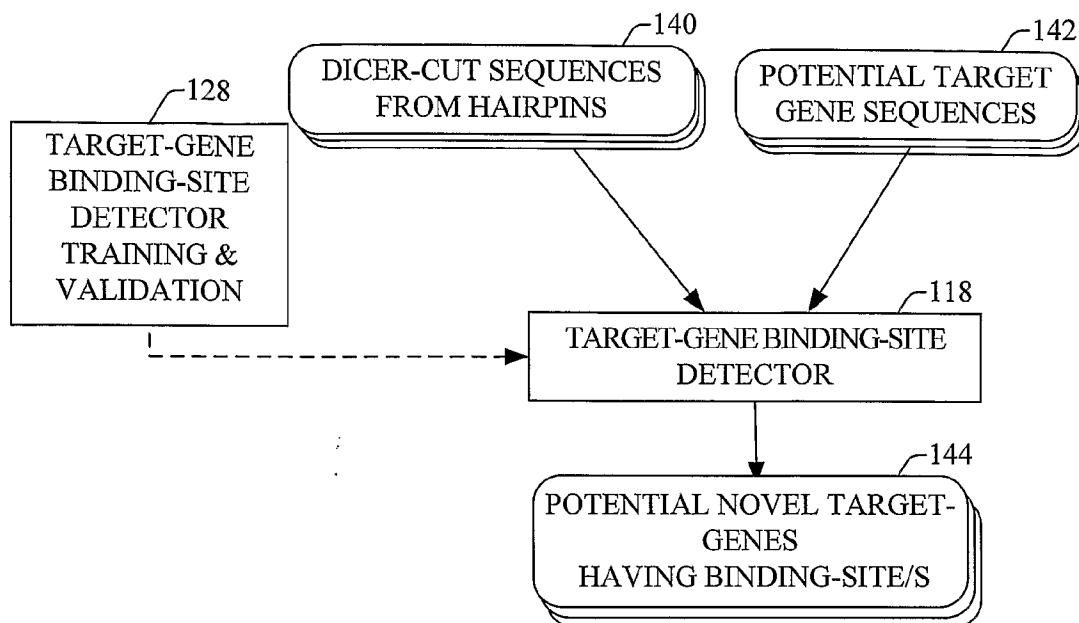 140
DICER-CUT SEQUENCES
FROM HAIRPINS
142
POTENTIAL TARGET
GENE SEQUENCES
128
TARGET-GENE
BINDING-SITE
DETECTOR
TRAINING &
VALIDATION
118
TARGET-GENE BINDING-SITE
DETECTOR
144
POTENTIAL NOVEL TARGET-
GENES
HAVING BINDING-SITE/S